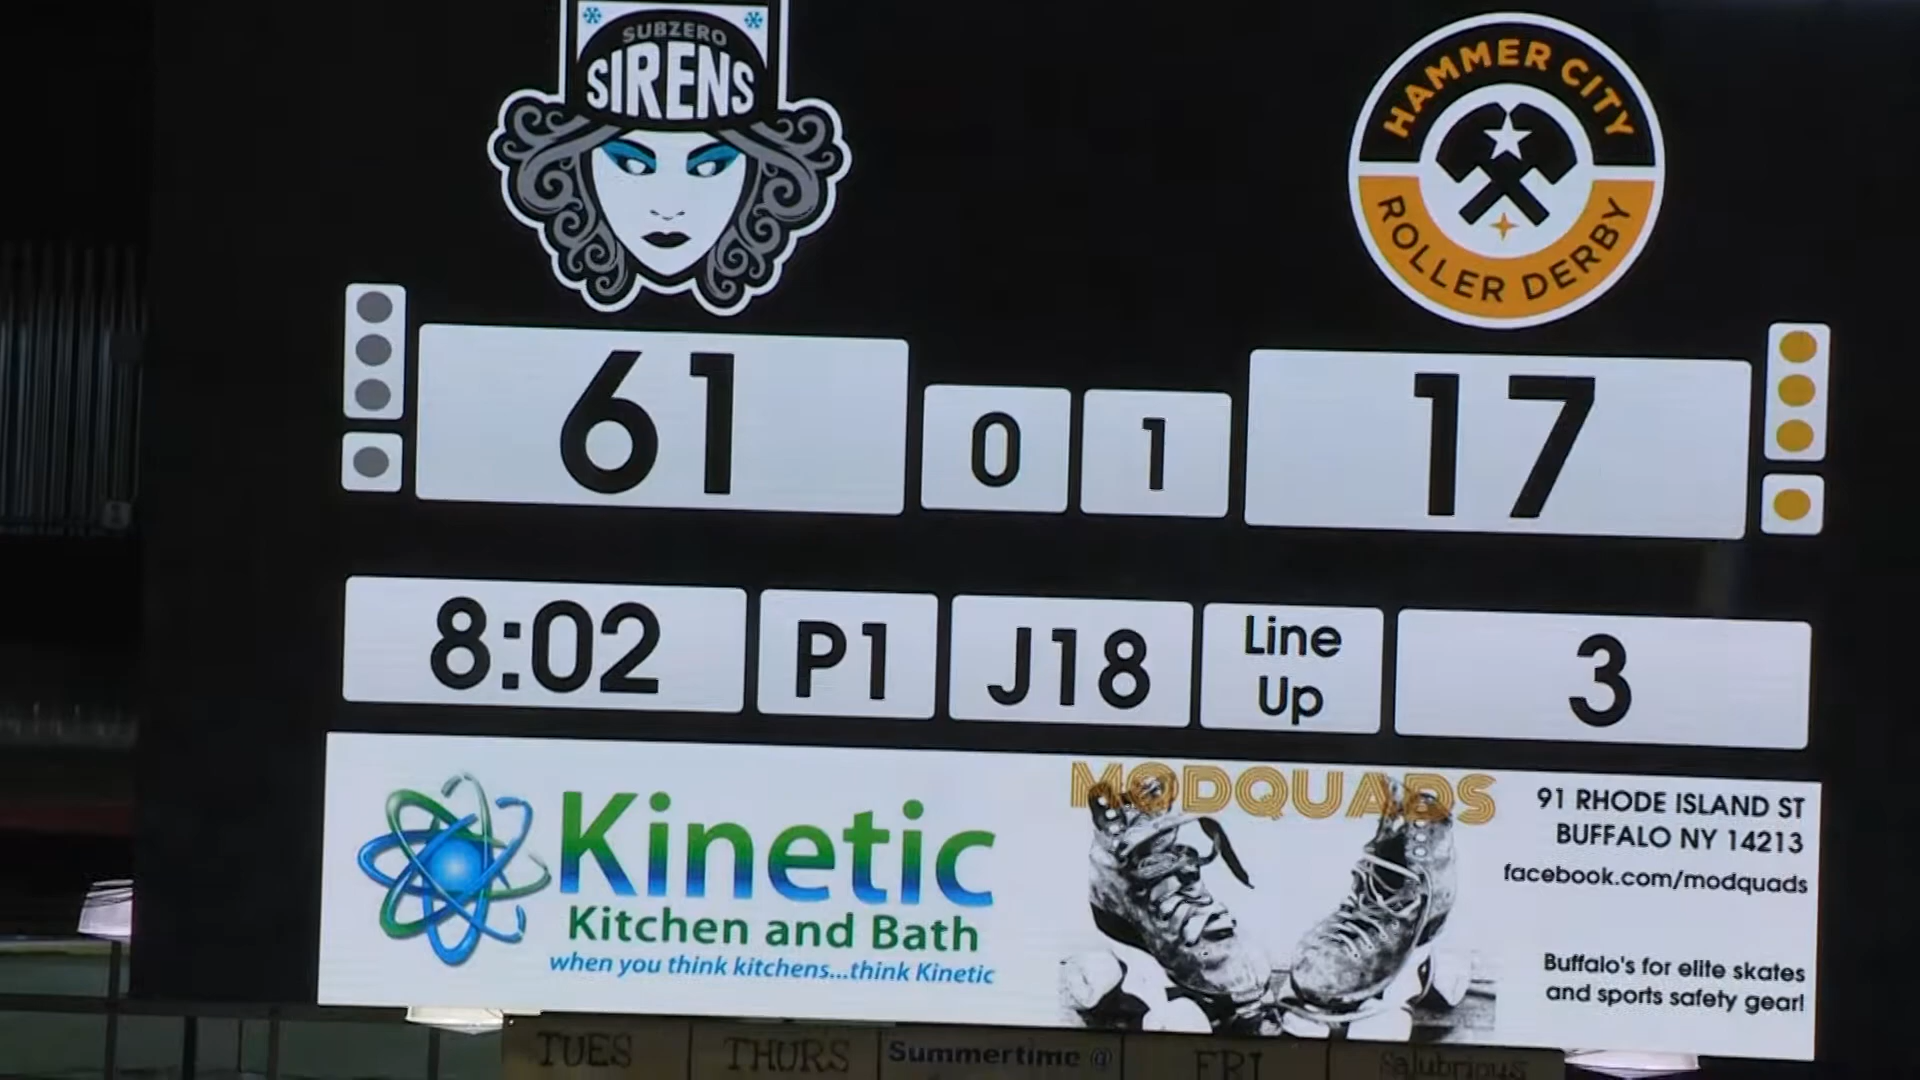 SUBZERO
SIRENS
HAMMER CITY
ROLLER DERBY
61
0
1
17
8:02
P1
J18
Line
Up
3
Kinetic
Kitchen and Bath
when you think kitchens...think Kinetic
MODQUADS
91 RHODE ISLAND ST
BUFFALO NY 14213
facebook.com/modquads
Buffalo's for elite skates
and sports safety gear!
TUES
THURS
Summertime @
FRI
Salubrious